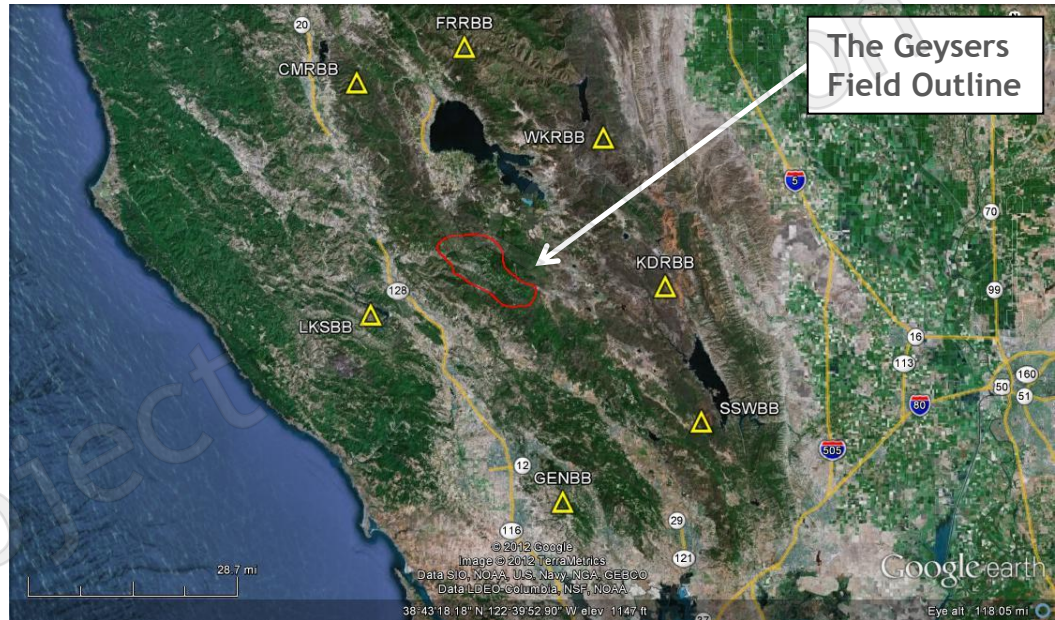 The Geysers
Field Outline
20
FRRBB
CMRBB
WKRBB
5
70
KDRBB
128
99
LKSBB
16
113
160
50
51
SSWBB
80
505
12
GENBB
29
116
121
© 2012 Google
Image © 2012 TerraMetrics
Data SIO, NOAA, U.S. Navy, NGA, GEBCO
Data LDEO-Columbia, NSF, NOAA
Google earth
28.7 mi
38°43'18.18" N 122°39'52.90" W elev 1147 ft
Eye alt 118.05 mi
oject
on